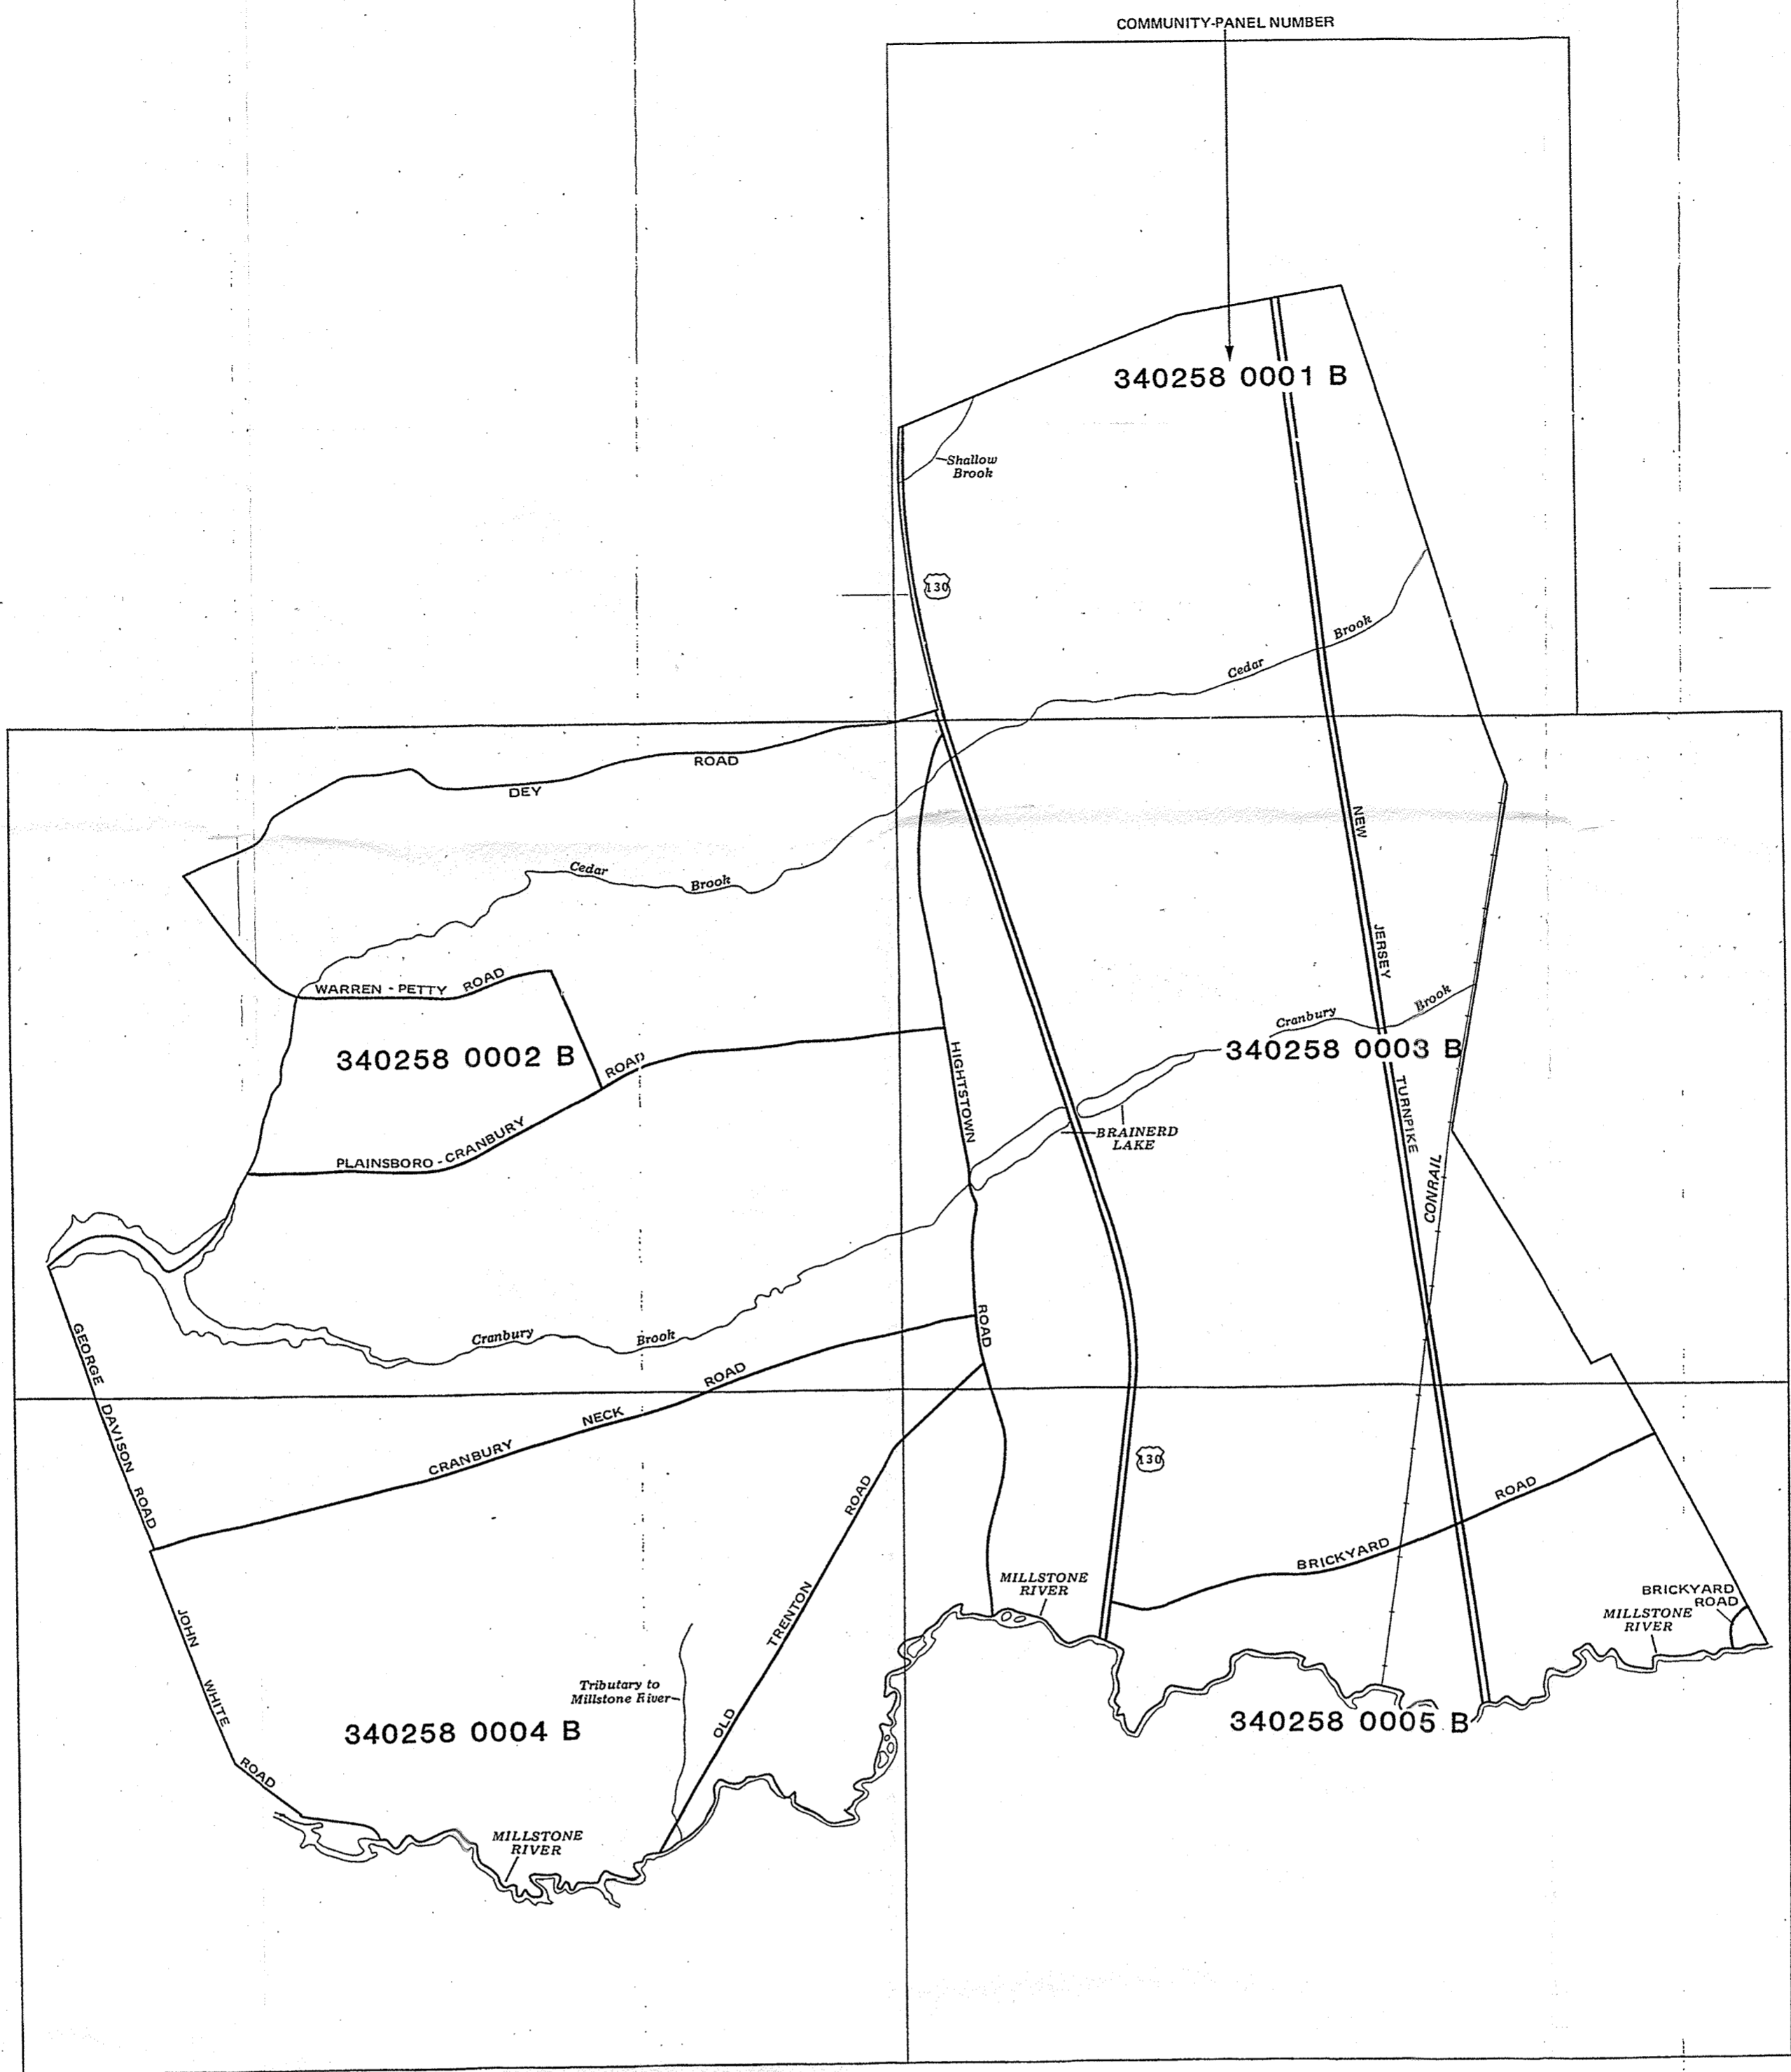 COMMUNITY-PANEL NUMBER
340258 0001 B
Shallow
Brook
130
Cedar Brook
DEY ROAD
Cedar Brook
NEW JERSEY TURNPIKE
WARREN - PETTY ROAD
Cranbury Brook
340258 0002 B
340258 0003 B
PLAINSBORO - CRANBURY ROAD
HIGHTSTOWN ROAD
BRAINERD
LAKE
CONRAIL
Cranbury Brook
GEORGE DAVISON ROAD
CRANBURY NECK ROAD
130
OLD TRENTON ROAD
BRICKYARD ROAD
MILLSTONE
RIVER
BRICKYARD
ROAD
MILLSTONE
RIVER
JOHN WHITE ROAD
Tributary to
Millstone River
340258 0004 B
340258 0005 B
MILLSTONE
RIVER